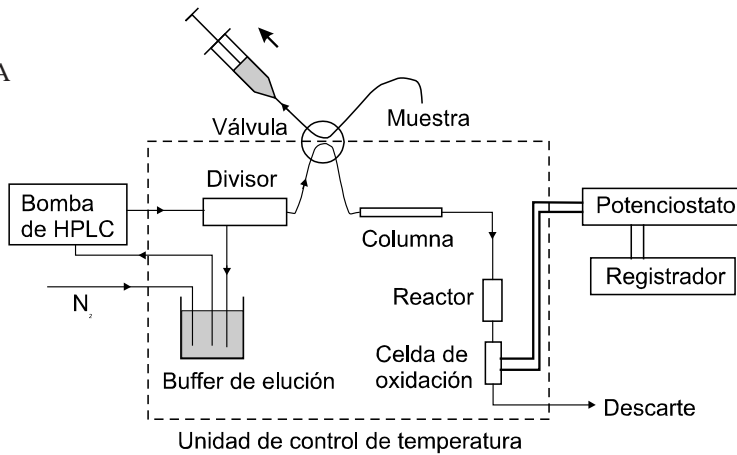 A
Muestra
Válvula
Divisor
Bomba
de HPLC
Potenciostato
Columna
Registrador
Reactor
N₂
Celda de
oxidación
Buffer de elución
Descarte
Unidad de control de temperatura